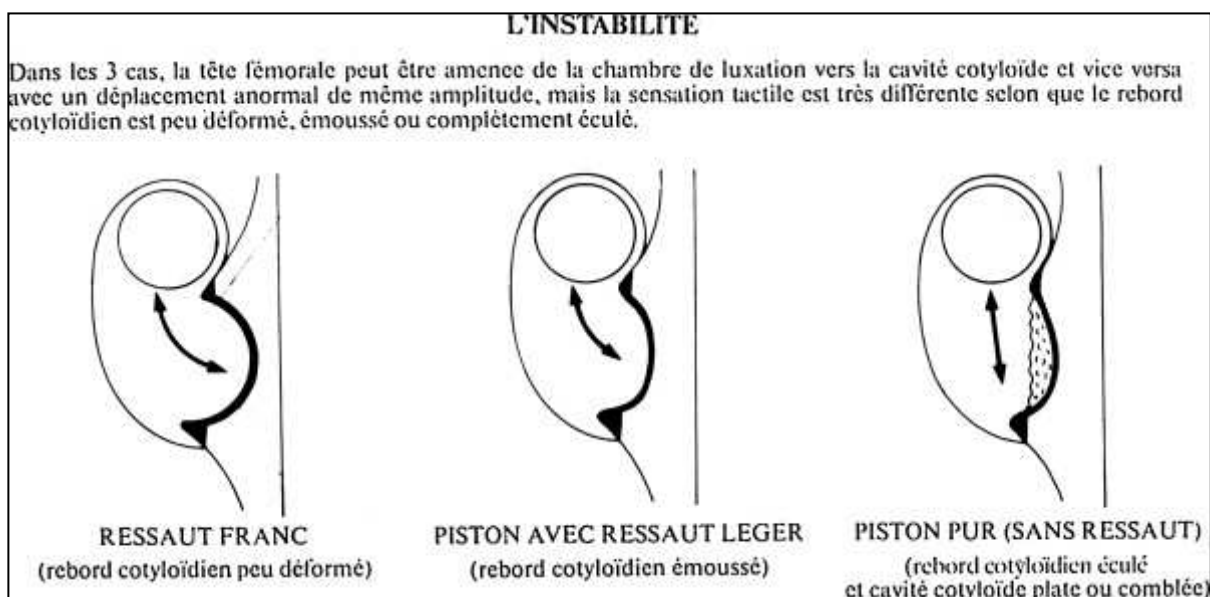 L'INSTABILITE
Dans les 3 cas, la tête fémorale peut être amenee de la chambre de luxation vers la cavité cotyloïde et vice versa
avec un déplacement anormal de même amplitude, mais la sensation tactile est très différente selon que le rebord
cotyloïdien est peu déformé, émoussé ou complètement éculé.
RESSAUT FRANC
(rebord cotyloïdien peu déformé)
PISTON AVEC RESSAUT LEGER
(rebord cotyloïdien émoussé)
PISTON PUR (SANS RESSAUT)
(rebord cotyloïdien éculé
et cavité cotyloïde plate ou comblée)